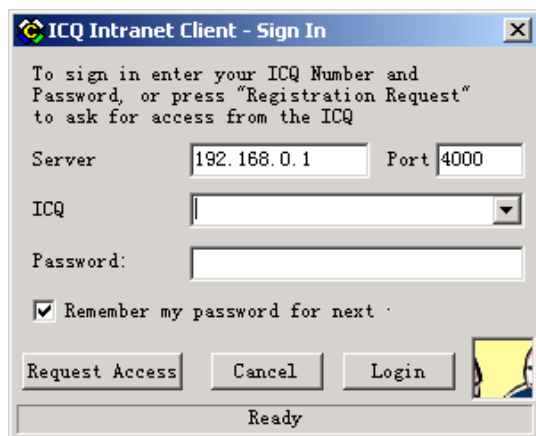 ICQ Intranet Client - Sign In
To sign in enter your ICQ Number and
Password, or press "Registration Request"
to ask for access from the ICQ
Server 192.168.0.1 Port 4000
ICQ
Password:
Remember my password for next
Request Access Cancel Login
Ready